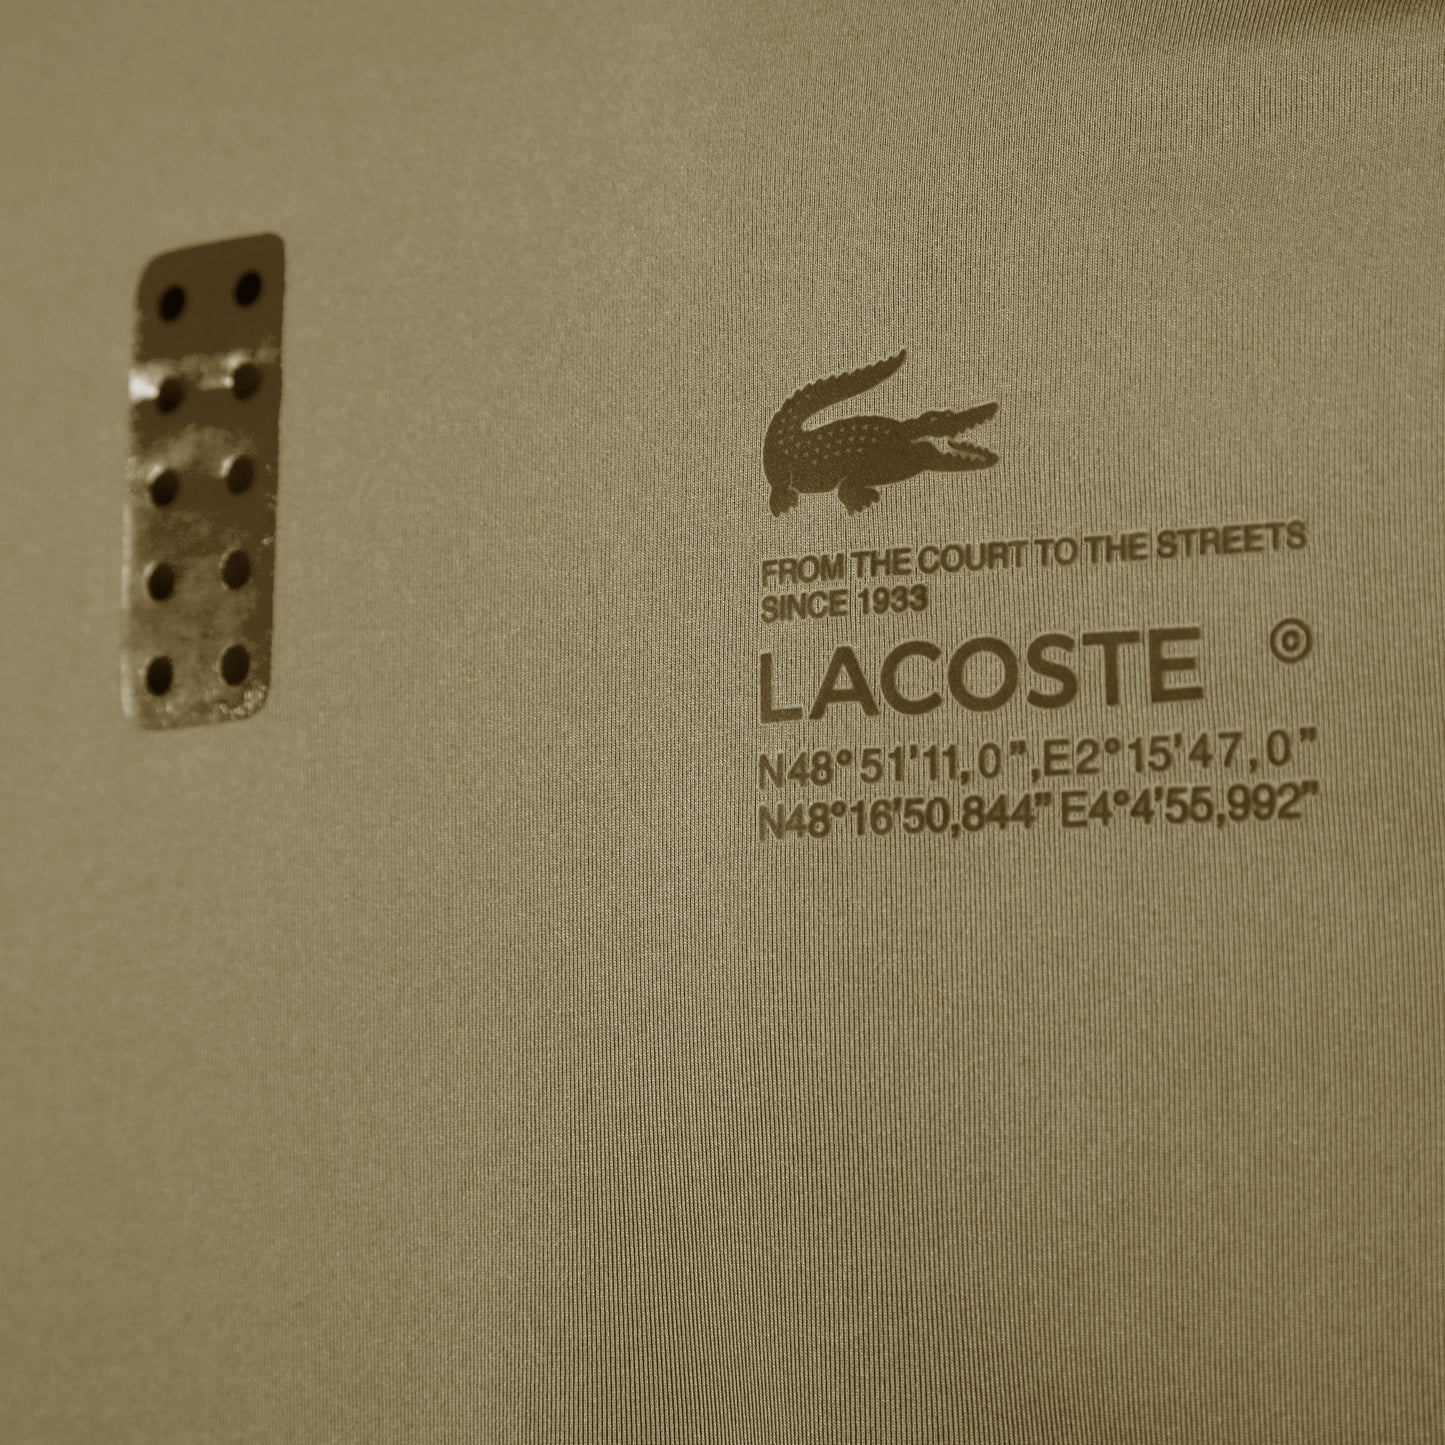 FROM THE COURT TO THE STREETS
SINCE 1933
LACOSTE
N48°51'11,0",E2°15'47,0"
N48°16'50,844" E4°4'55,992"